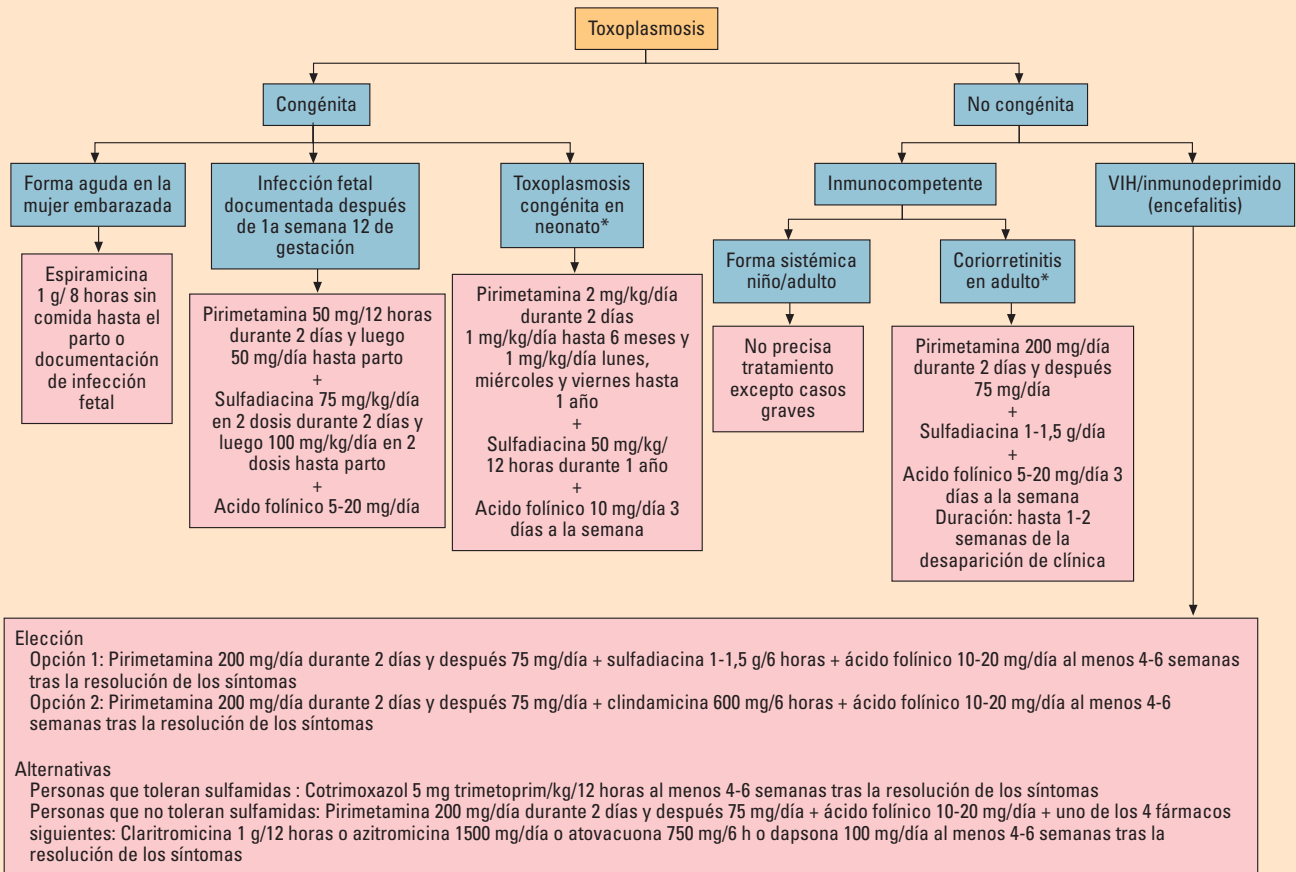 Toxoplasmosis
Congénita
No congénita
Forma aguda en la
mujer embarazada
Infección fetal
documentada después
de 1a semana 12 de
gestación
Toxoplasmosis
congénita en
neonato*
Inmunocompetente
VIH/inmunodeprimido
(encefalitis)
Forma sistémica
niño/adulto
Coriorretinitis
en adulto*
Espiramicina
1 g/ 8 horas sin
comida hasta el
parto o
documentación
de infección
fetal
Pirimetamina 50 mg/12 horas
durante 2 días y luego
50 mg/día hasta parto
+
Sulfadiacina 75 mg/kg/día
en 2 dosis durante 2 días y
luego 100 mg/kg/día en 2
dosis hasta parto
+
Acido folínico 5-20 mg/día
Pirimetamina 2 mg/kg/día
durante 2 días
1 mg/kg/día hasta 6 meses y
1 mg/kg/día lunes,
miércoles y viernes hasta
1 año
+
Sulfadiacina 50 mg/kg/
12 horas durante 1 año
+
Acido folínico 10 mg/día 3
días a la semana
No precisa
tratamiento
excepto casos
graves
Pirimetamina 200 mg/día
durante 2 días y después
75 mg/día
+
Sulfadiacina 1-1,5 g/día
+
Acido folínico 5-20 mg/día 3
días a la semana
Duración: hasta 1-2
semanas de la
desaparición de clínica
Elección
Opción 1: Pirimetamina 200 mg/día durante 2 días y después 75 mg/día + sulfadiacina 1-1,5 g/6 horas + ácido folínico 10-20 mg/día al menos 4-6 semanas
tras la resolución de los síntomas
Opción 2: Pirimetamina 200 mg/día durante 2 días y después 75 mg/día + clindamicina 600 mg/6 horas + ácido folínico 10-20 mg/día al menos 4-6
semanas tras la resolución de los síntomas
Alternativas
Personas que toleran sulfamidas : Cotrimoxazol 5 mg trimetoprim/kg/12 horas al menos 4-6 semanas tras la resolución de los síntomas
Personas que no toleran sulfamidas: Pirimetamina 200 mg/día durante 2 días y después 75 mg/día + ácido folínico 10-20 mg/día + uno de los 4 fármacos
siguientes: Claritromicina 1 g/12 horas o azitromicina 1500 mg/día o atovacuona 750 mg/6 h o dapsona 100 mg/día al menos 4-6 semanas tras la
resolución de los síntomas